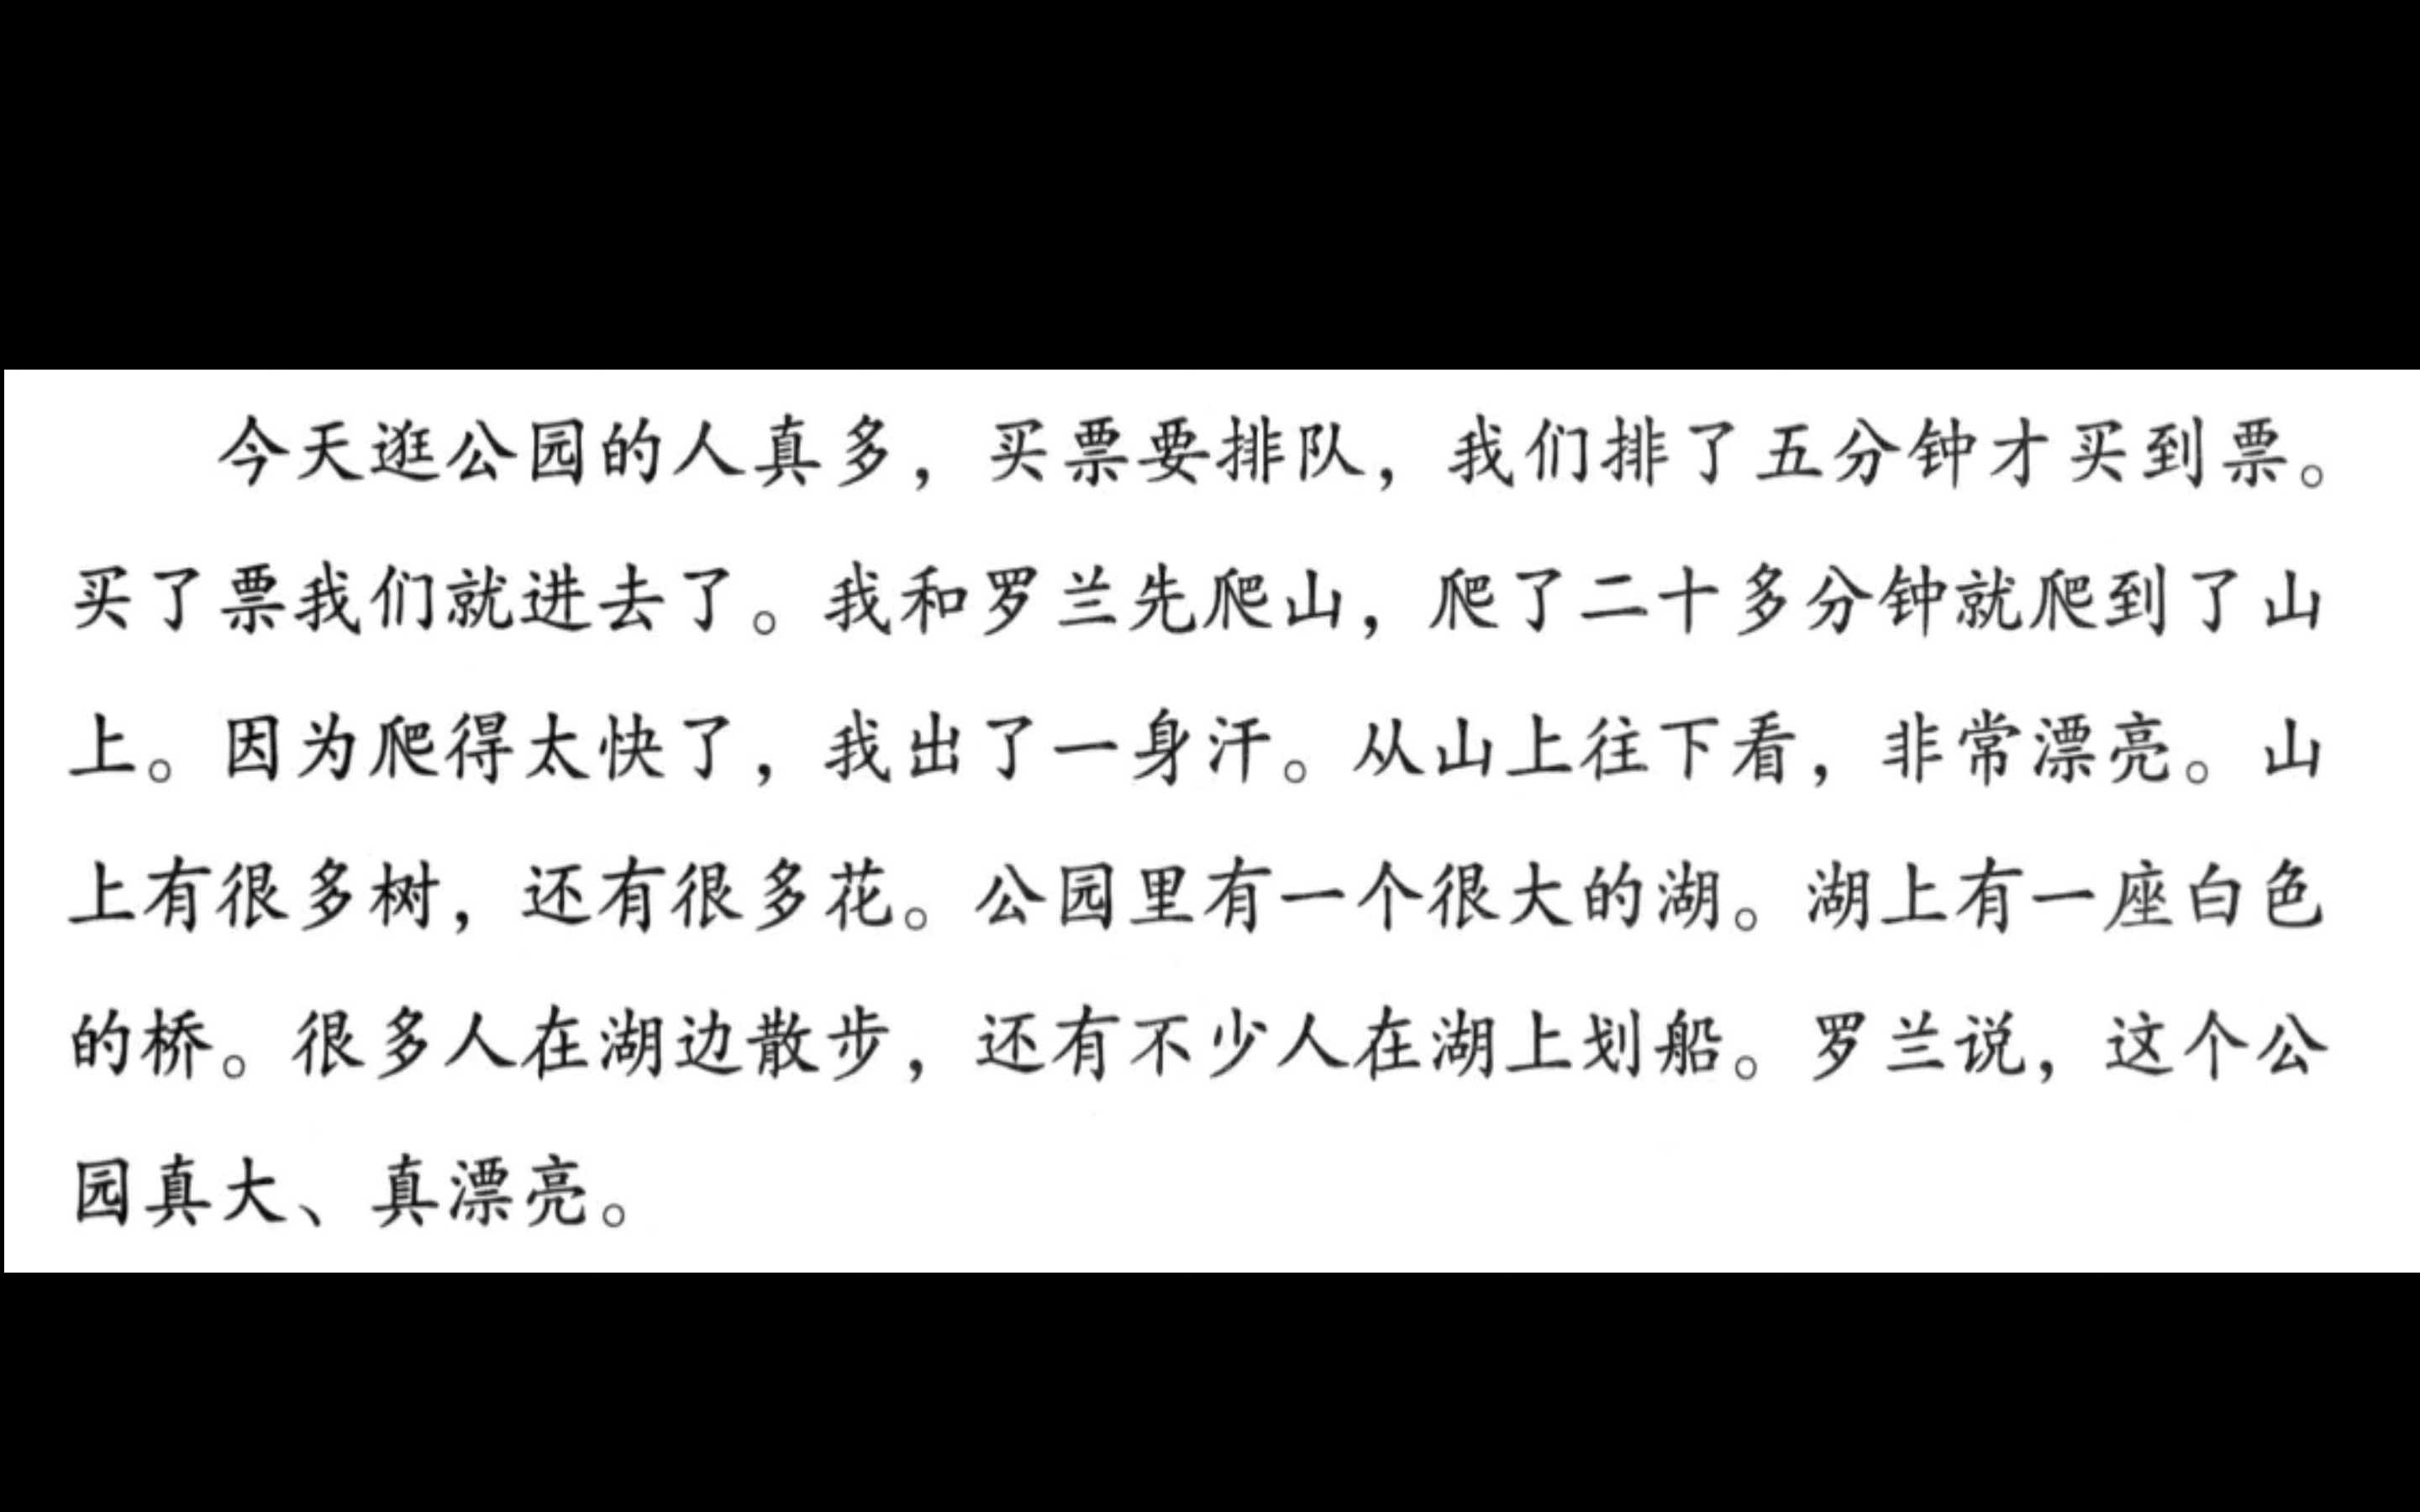 今天逛公园的人真多，买票要排队，我们排了五分钟才买到票。
买了票我们就进去了。我和罗兰先爬山，爬了二十多分钟就爬到了山
上。因为爬得太快了，我出了一身汗。从山上往下看，非常漂亮。山
上有很多树，还有很多花。公园里有一个很大的湖。湖上有一座白色
的桥。很多人在湖边散步，还有不少人在湖上划船。罗兰说，这个公
园真大、真漂亮。